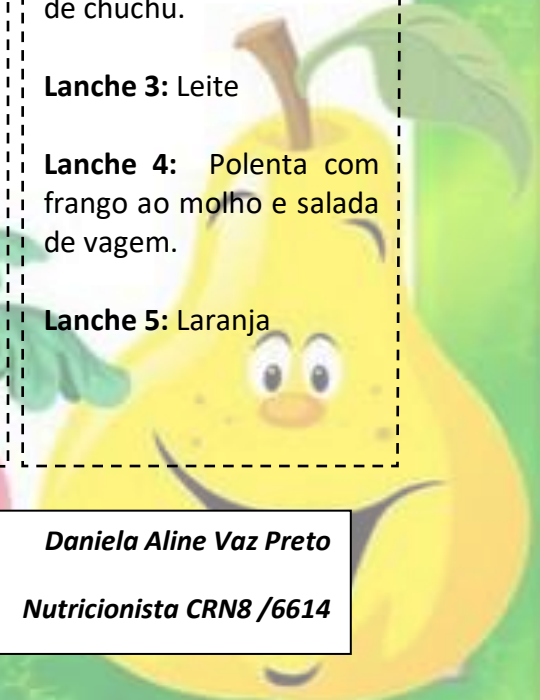 de chuchu.
Lanche 3: Leite
Lanche 4: Polenta com
frango ao molho e salada
de vagem.
Lanche 5: Laranja
Daniela Aline Vaz Preto
Nutricionista CRN8 /6614